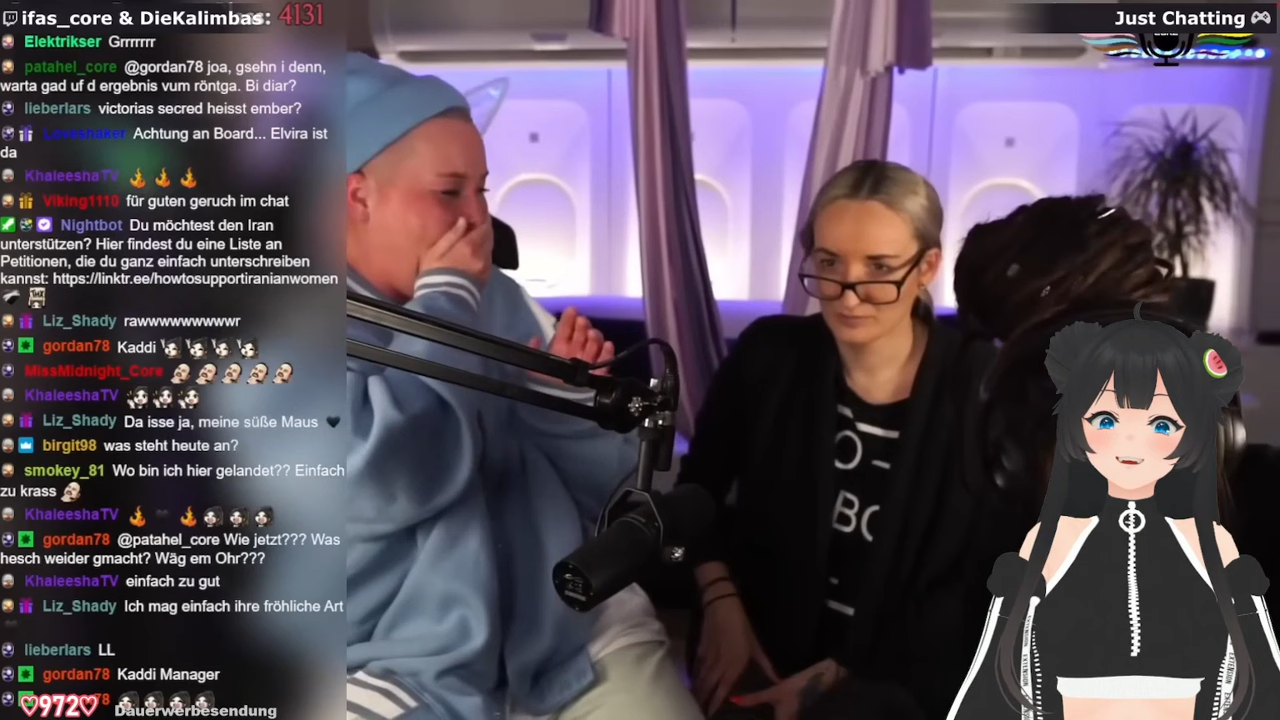 ifas_core & DieKalimbas: 4131
Just Chatting
Elektrikser Grrrrrr
patahel_core @gordan78 joa, gsehn i denn,
warta gad uf d ergebnis vum röntga. Bi diar?
lieberlars victorias secred heisst ember?
Loveshaker Achtung an Board... Elvira ist
da
KhaleeshaTV
Viking1110 für guten geruch im chat
Nightbot Du möchtest den Iran
unterstützen? Hier findest du eine Liste an
Petitionen, die du ganz einfach unterschreiben
kannst: https://linktr.ee/howtosupportiranianwomen
Liz_Shady rawwwwwwwwwr
gordan78 Kaddi
MissMidnight_Core
KhaleeshaTV
Liz_Shady Da isse ja, meine süße Maus
birgit98 was steht heute an?
smokey_81 Wo bin ich hier gelandet?? Einfach
zu krass
KhaleeshaTV
gordan78 @patahel_core Wie jetzt??? Was
hesch weider gmacht? Wäg em Ohr???
KhaleeshaTV einfach zu gut
Liz_Shady Ich mag einfach ihre fröhliche Art
lieberlars LL
gordan78 Kaddi Manager
972
Dauerwerbesendung